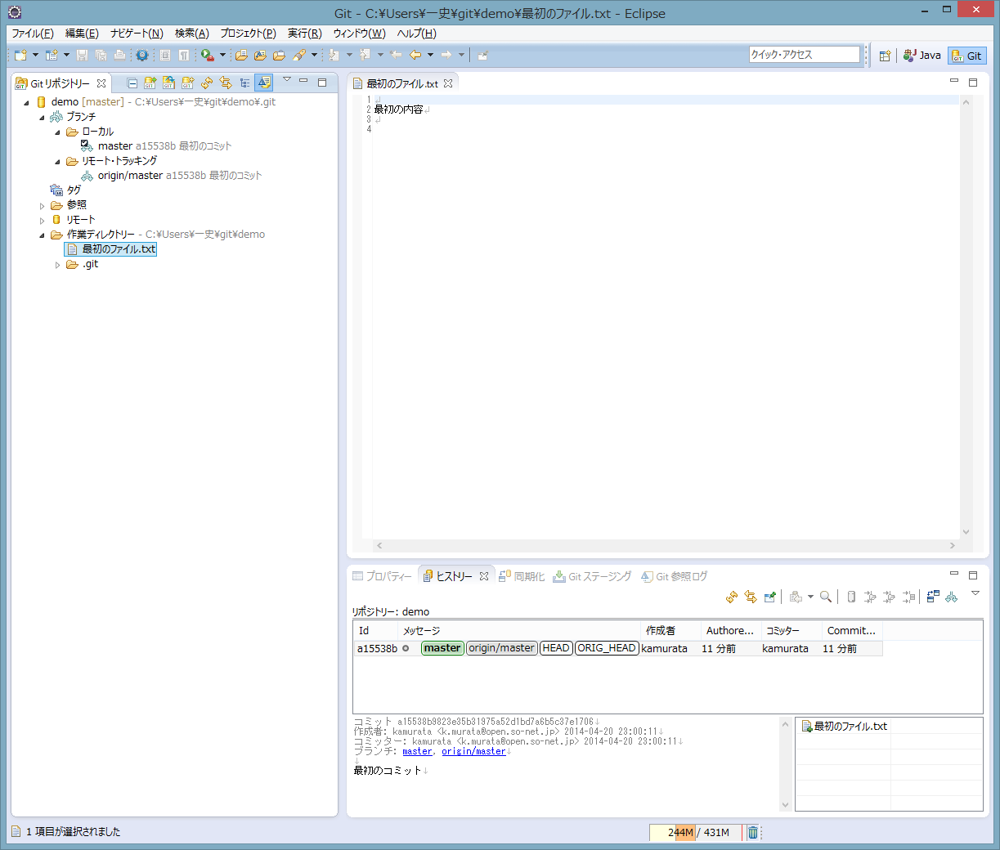 Git - C:¥Users¥一史¥git¥demo¥最初のファイル.txt - Eclipse
ファイル(F) 編集(E) ナビゲート(N) 検索(A) プロジェクト(P) 実行(R) ウィンドウ(W) ヘルプ(H)
クイック・アクセス Java Git
Git リポジトリー
demo [master] - C:¥Users¥一史¥git¥demo¥.git
ブランチ
ローカル
master a15538b 最初のコミット
リモート・トラッキング
origin/master a15538b 最初のコミット
タグ
参照
リモート
作業ディレクトリー - C:¥Users¥一史¥git¥demo
最初のファイル.txt
.git
最初のファイル.txt
1
2 最初の内容
3
4
プロパティー ヒストリー 同期化 Git ステージング Git 参照ログ
リポジトリー: demo
Id メッセージ 作成者 Authore... コミッター Commit...
a15538b master origin/master HEAD ORIG_HEAD kamurata 11 分前 kamurata 11 分前
コミット a15538b9823e35b31975a52d1bd7a6b5c37e1706
作成者: kamurata <k.murata@open.so-net.jp> 2014-04-20 23:00:11
コミッター: kamurata <k.murata@open.so-net.jp> 2014-04-20 23:00:11
ブランチ: master, origin/master
最初のコミット
最初のファイル.txt
1 項目が選択されました
244M / 431M